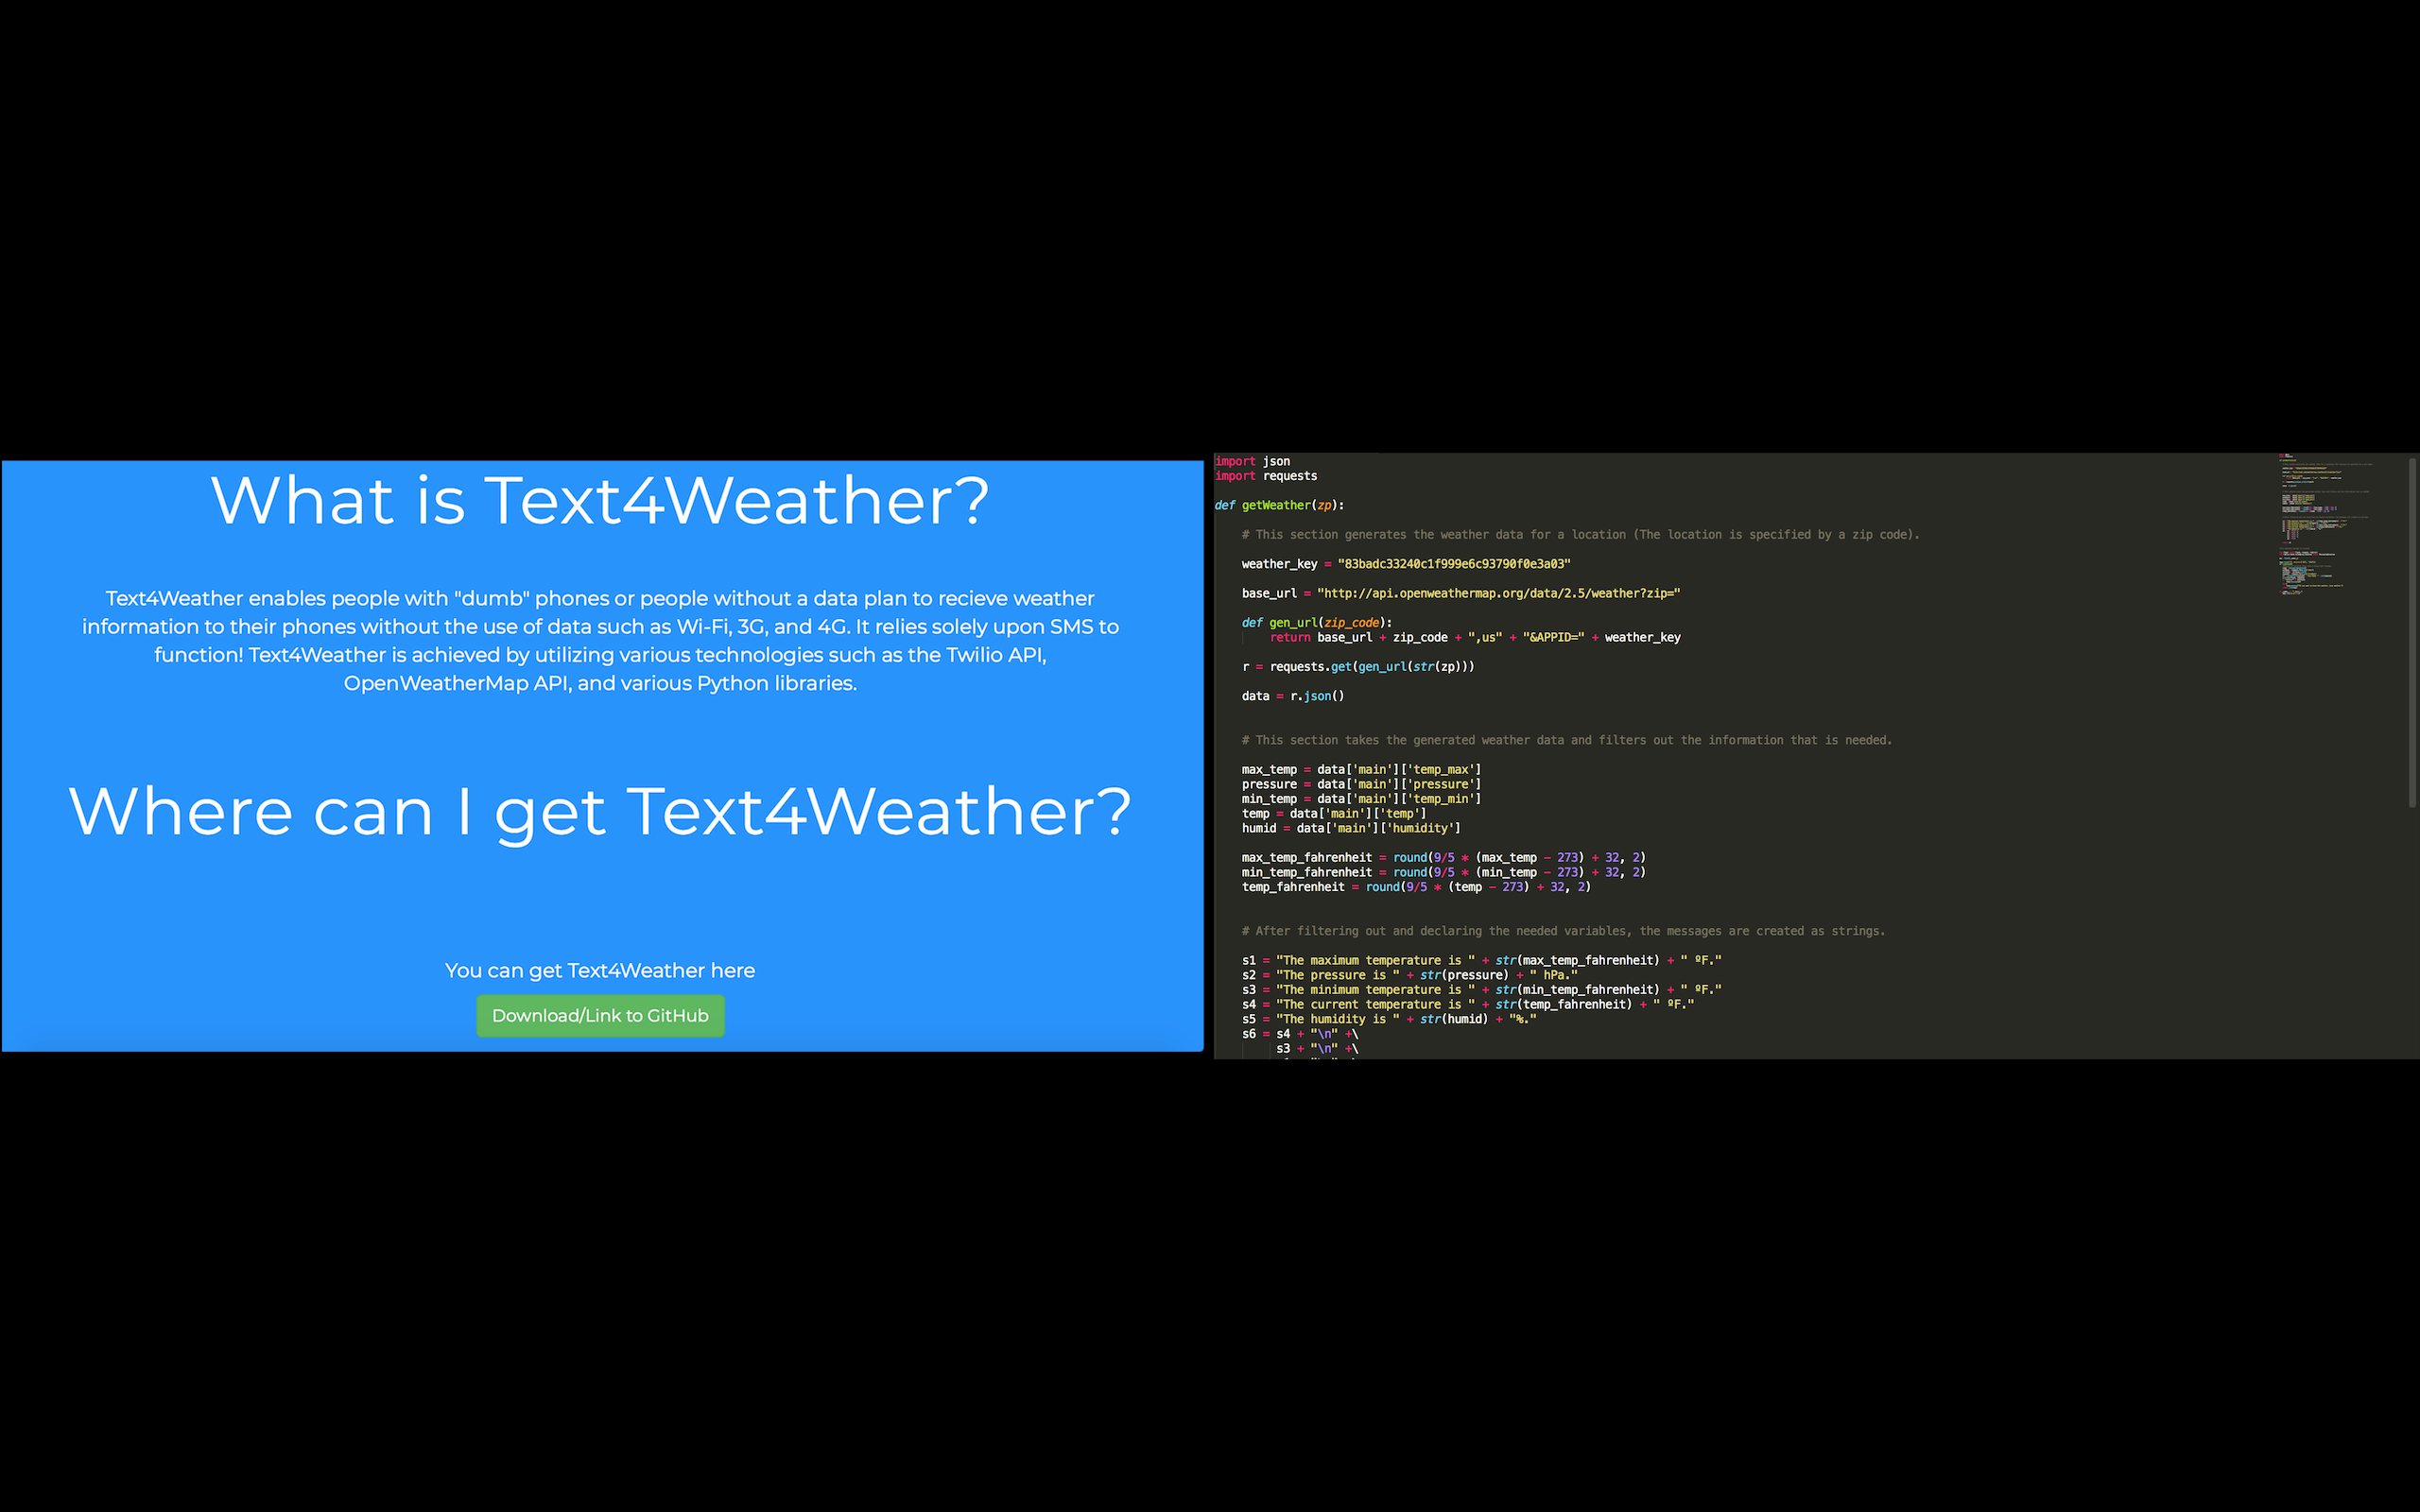 What is Text4Weather?
Text4Weather enables people with "dumb" phones or people without a data plan to recieve weather
information to their phones without the use of data such as Wi-Fi, 3G, and 4G. It relies solely upon SMS to
function! Text4Weather is achieved by utilizing various technologies such as the Twilio API,
OpenWeatherMap API, and various Python libraries.
Where can I get Text4Weather?
You can get Text4Weather here
Download/Link to GitHub
import json
import requests
def getWeather(zp):
# This section generates the weather data for a location (The location is specified by a zip code).
weather_key = "83badc33240c1f999e6c93790f0e3a03"
base_url = "http://api.openweathermap.org/data/2.5/weather?zip="
def gen_url(zip_code):
return base_url + zip_code + ",us" + "&APPID=" + weather_key
r = requests.get(gen_url(str(zp)))
data = r.json()
# This section takes the generated weather data and filters out the information that is needed.
max_temp = data['main']['temp_max']
pressure = data['main']['pressure']
min_temp = data['main']['temp_min']
temp = data['main']['temp']
humid = data['main']['humidity']
max_temp_fahrenheit = round(9/5 * (max_temp - 273) + 32, 2)
min_temp_fahrenheit = round(9/5 * (min_temp - 273) + 32, 2)
temp_fahrenheit = round(9/5 * (temp - 273) + 32, 2)
# After filtering out and declaring the needed variables, the messages are created as strings.
s1 = "The maximum temperature is " + str(max_temp_fahrenheit) + " ºF."
s2 = "The pressure is " + str(pressure) + " hPa."
s3 = "The minimum temperature is " + str(min_temp_fahrenheit) + " ºF."
s4 = "The current temperature is " + str(temp_fahrenheit) + " ºF."
s5 = "The humidity is " + str(humid) + "%."
s6 = s4 + "\n" +\
s3 + "\n" +\